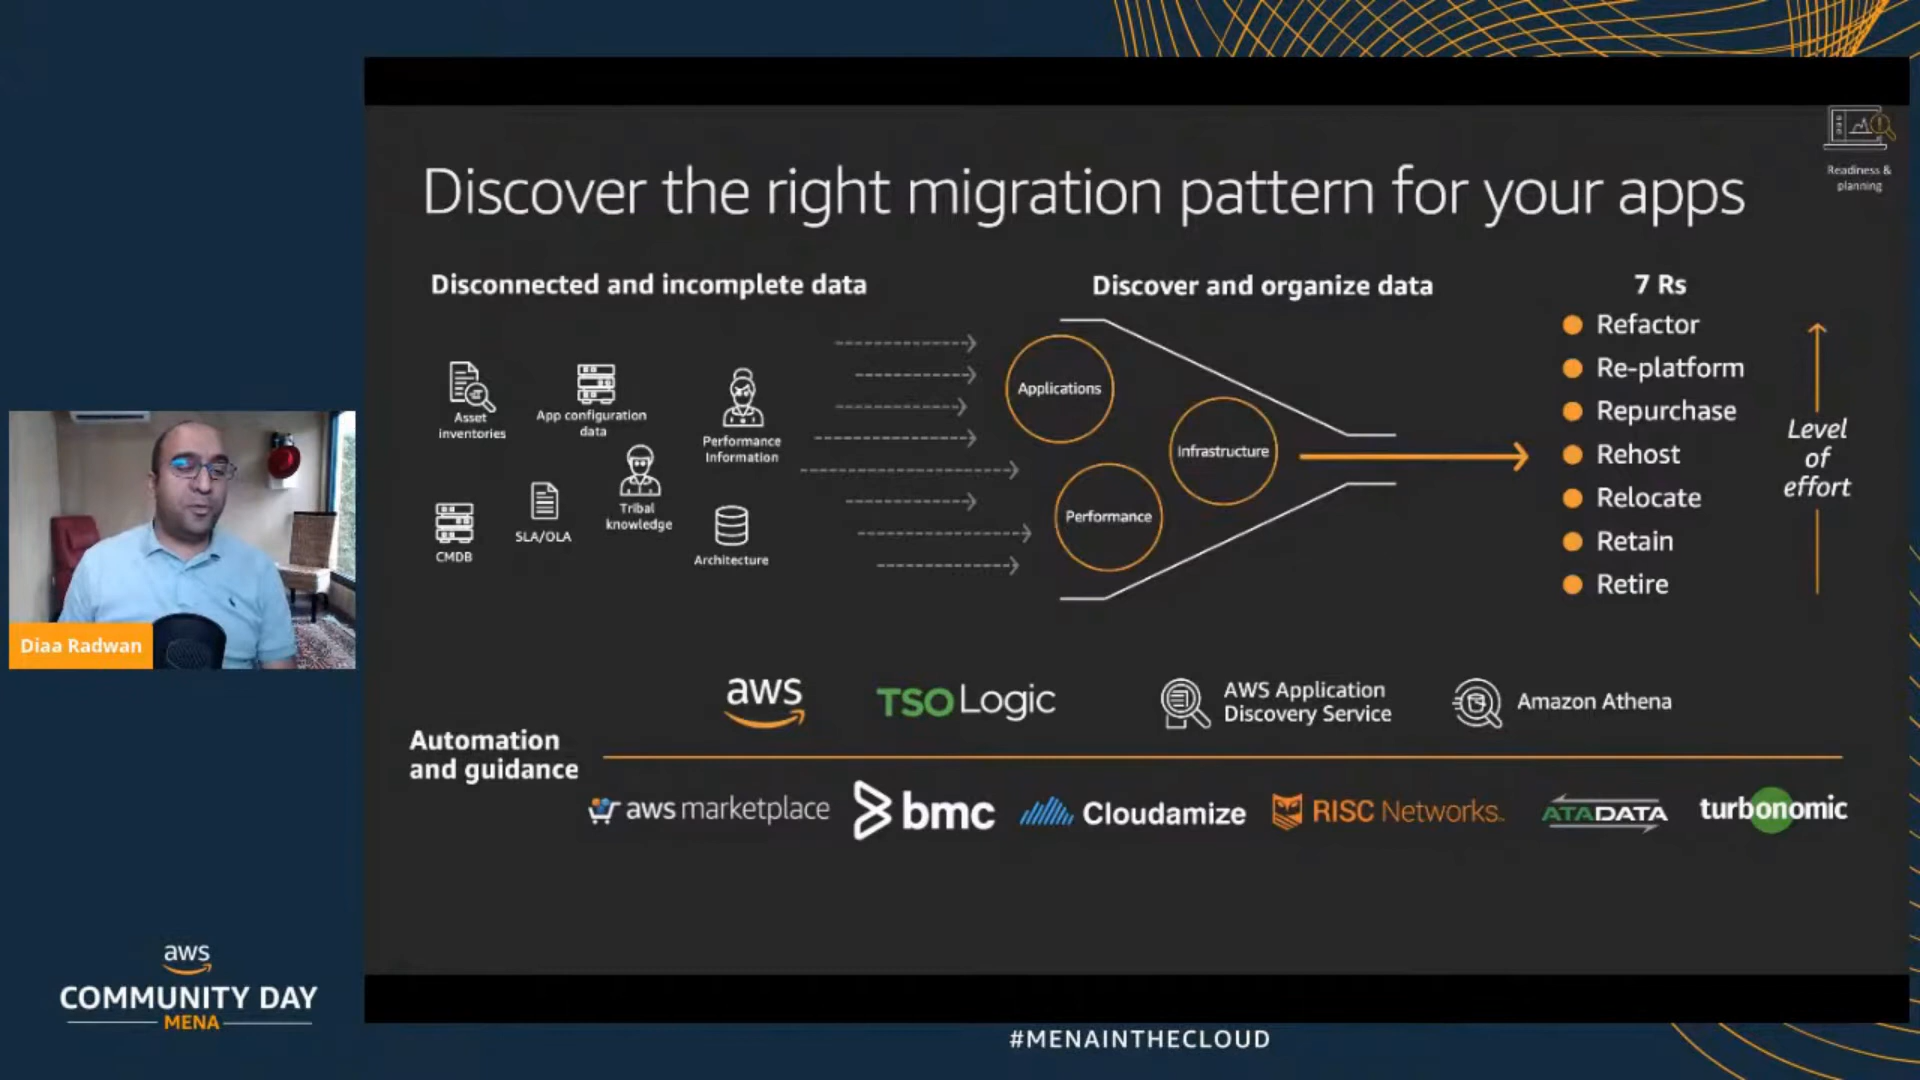 Discover the right migration pattern for your apps
Readiness &
planning
Disconnected and incomplete data
Asset
inventories
App configuration
data
Performance
Information
Tribal
knowledge
CMDB
SLA/OLA
Architecture
Discover and organize data
Applications
Infrastructure
Performance
7 Rs
Refactor
Re-platform
Repurchase
Rehost
Relocate
Retain
Retire
Level
of
effort
Diaa Radwan
Automation
and guidance
aws
TSO Logic
AWS Application
Discovery Service
Amazon Athena
aws marketplace
bmc
Cloudamize
RISC Networks
ATADATA
turbonomic
aws
COMMUNITY DAY
MENA
#MENAINTHECLOUD